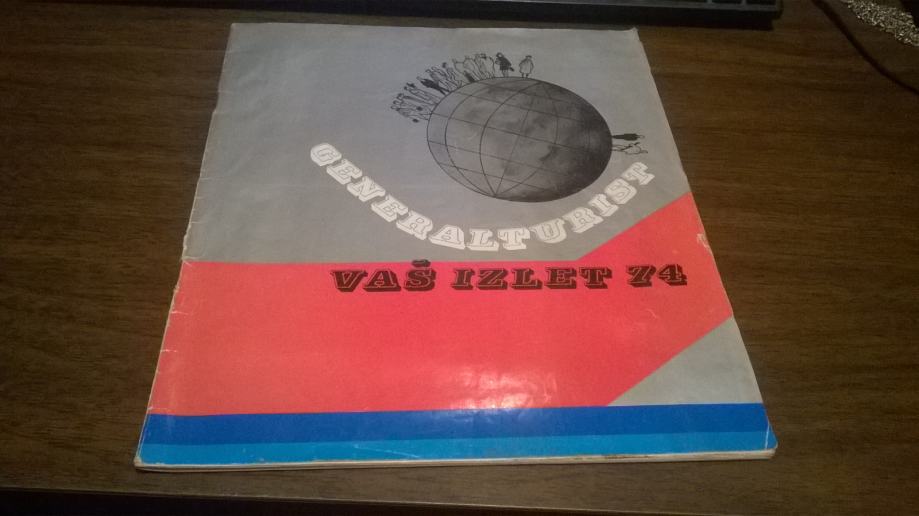 GENERALTURIST
VAŠ IZLET 74